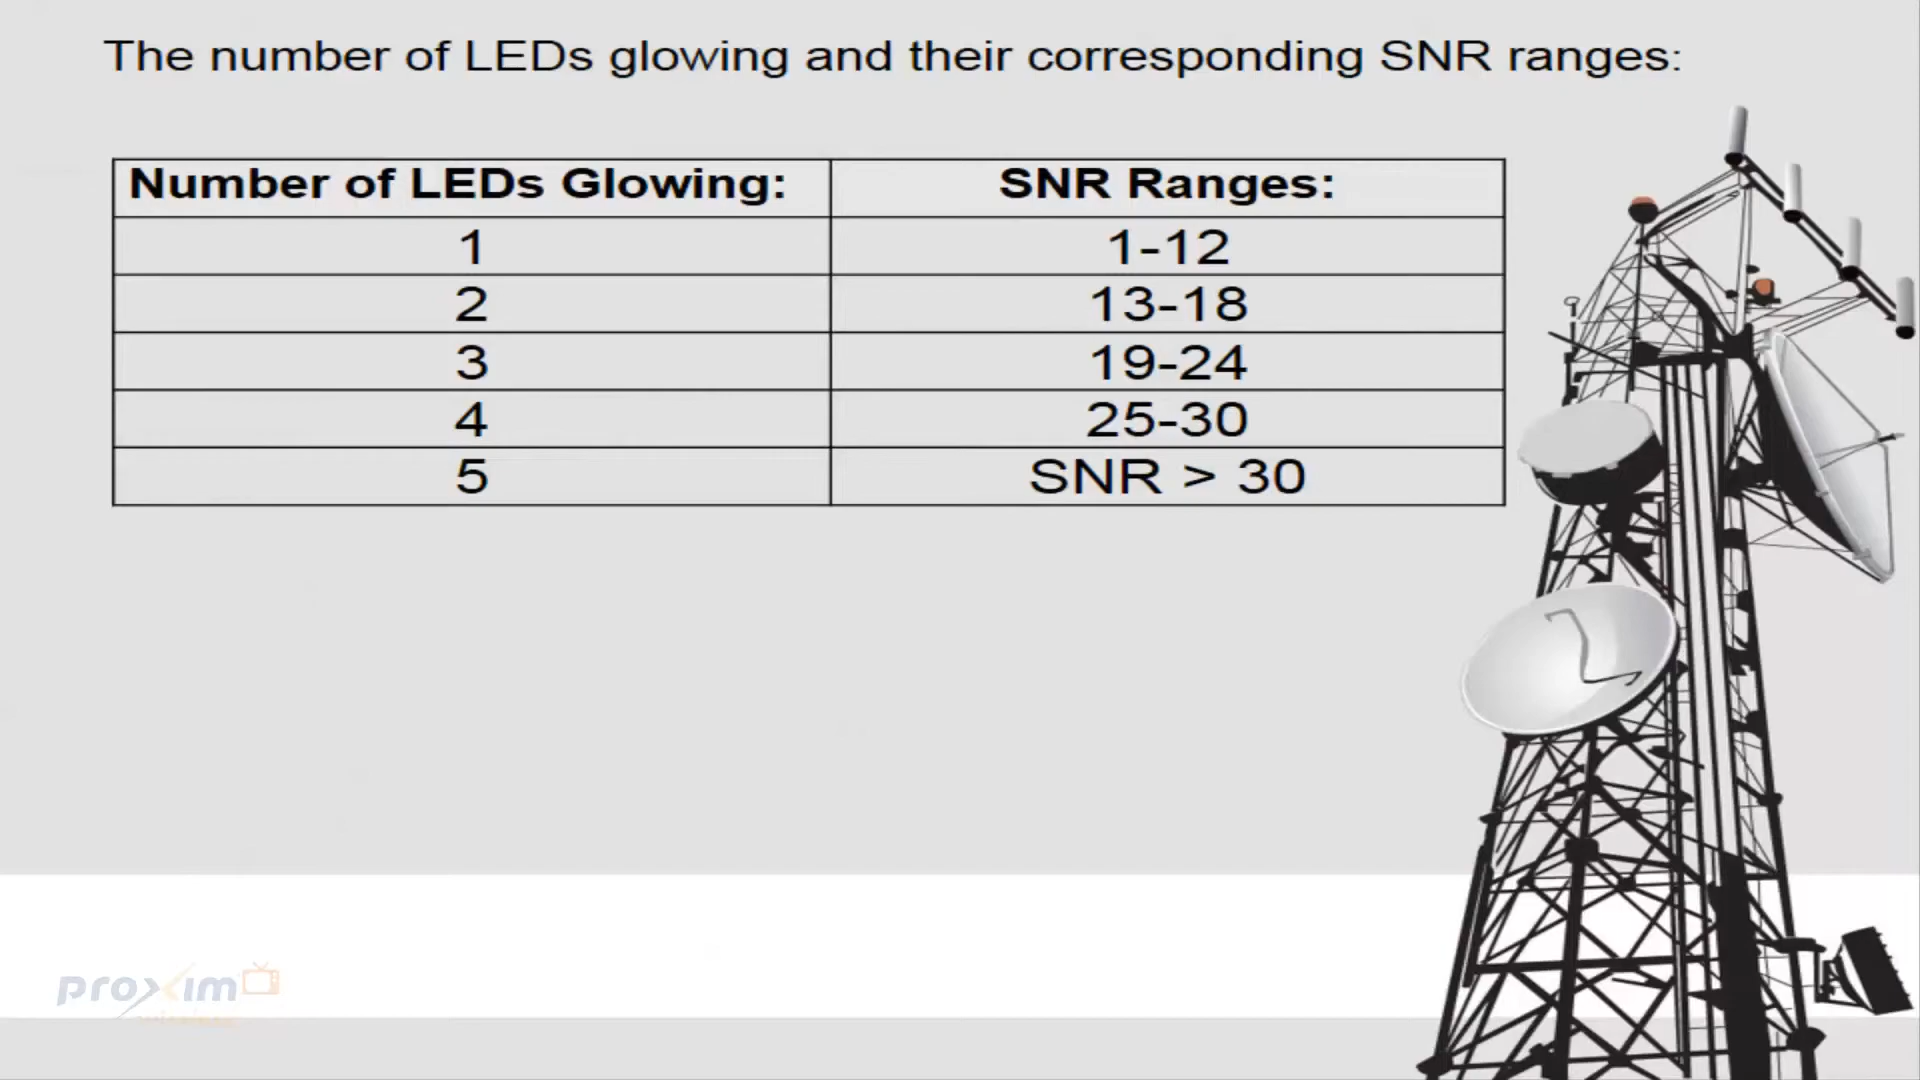 The number of LEDs glowing and their corresponding SNR ranges:
Number of LEDs Glowing: SNR Ranges:
1 1-12
2 13-18
3 19-24
4 25-30
5 SNR > 30
proxim